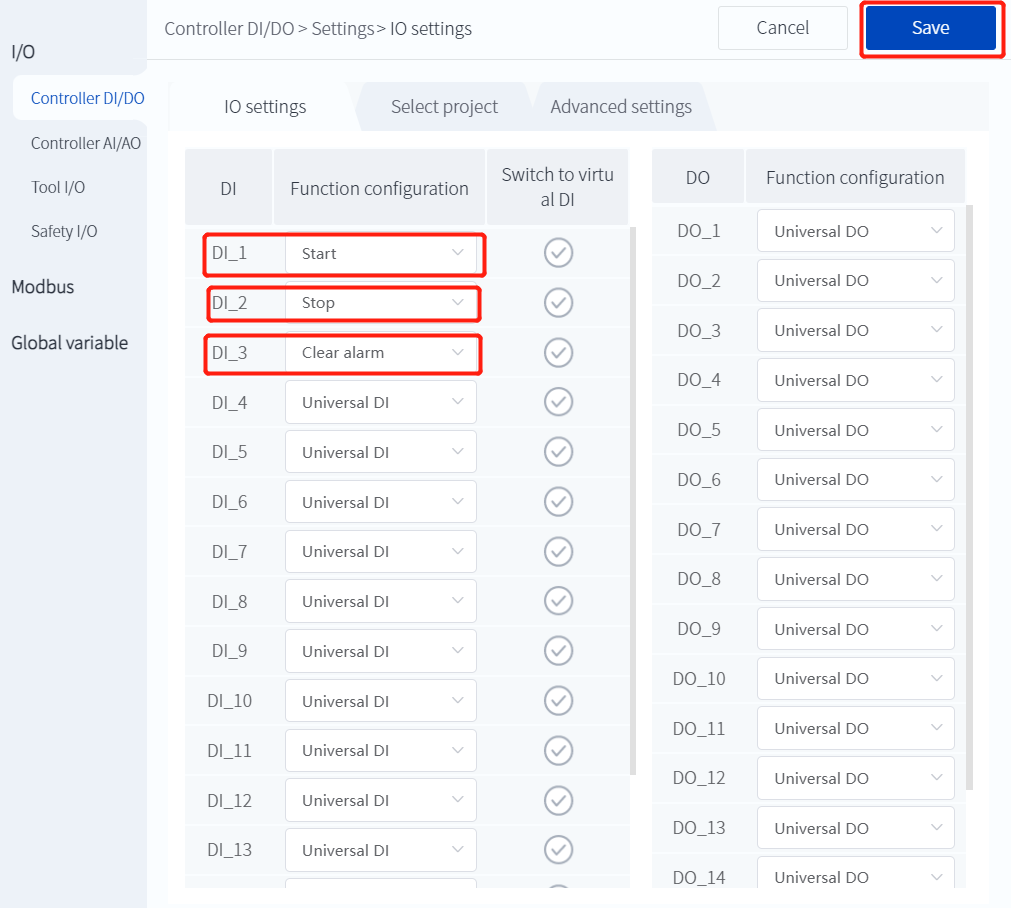 Controller DI/DO > Settings> IO settings
Cancel
Save
I/O
Controller DI/DO
Controller AI/AO
Tool I/O
Safety I/O
Modbus
Global variable
IO settings
Select project
Advanced settings
DI
Function configuration
Switch to virtu
al DI
DI_1
Start
DI_2
Stop
DI_3
Clear alarm
DI_4
Universal DI
DI_5
Universal DI
DI_6
Universal DI
DI_7
Universal DI
DI_8
Universal DI
DI_9
Universal DI
DI_10
Universal DI
DI_11
Universal DI
DI_12
Universal DI
DI_13
Universal DI
DO
Function configuration
DO_1
Universal DO
DO_2
Universal DO
DO_3
Universal DO
DO_4
Universal DO
DO_5
Universal DO
DO_6
Universal DO
DO_7
Universal DO
DO_8
Universal DO
DO_9
Universal DO
DO_10
Universal DO
DO_11
Universal DO
DO_12
Universal DO
DO_13
Universal DO
DO_14
Universal DO